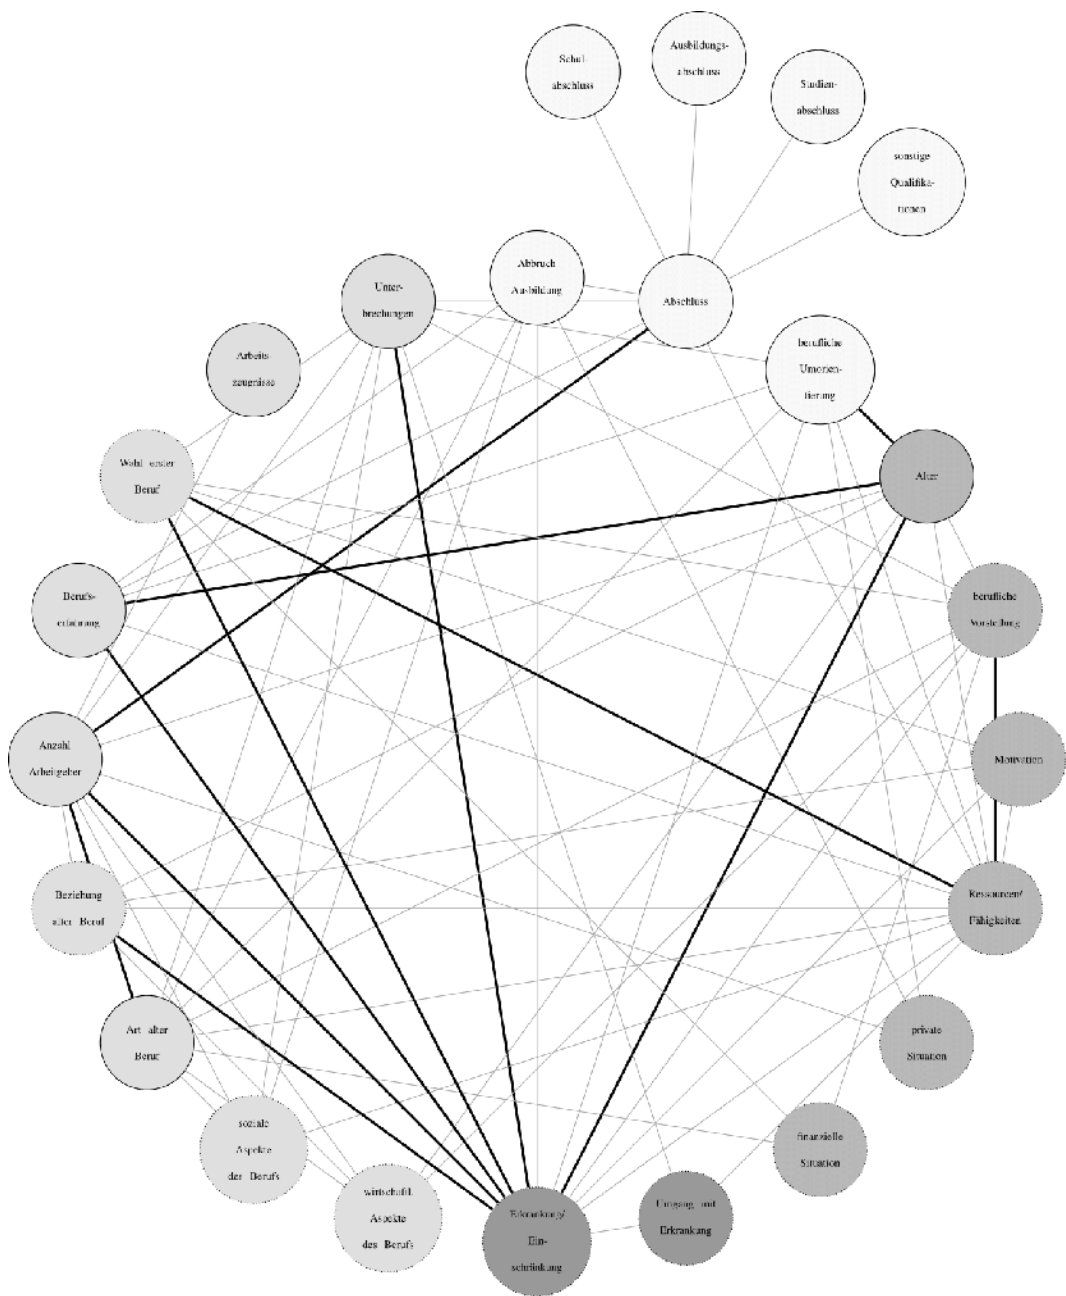 Schul-
abschluss
Ausbildungs-
abschluss
Studien-
abschluss
sonstige
Qualifika-
tionen
Abbruch
Ausbildung
Abschluss
Unter-
brechungen
berufliche
Umorien-
tierung
Arbeits-
zeugnisse
Alter
Wahl erster
Beruf
Berufs-
erfahrung
berufliche
Vorstellung
Anzahl
Arbeitgeber
Motivation
Beziehung
alter Beruf
Ressourcen/
Fähigkeiten
Art alter
Beruf
private
Situation
soziale
Aspekte
des Berufs
finanzielle
Situation
wirtschaftl.
Aspekte
des Berufs
Erkrankung/
Ein-
schränkung
Umgang mit
Erkrankung